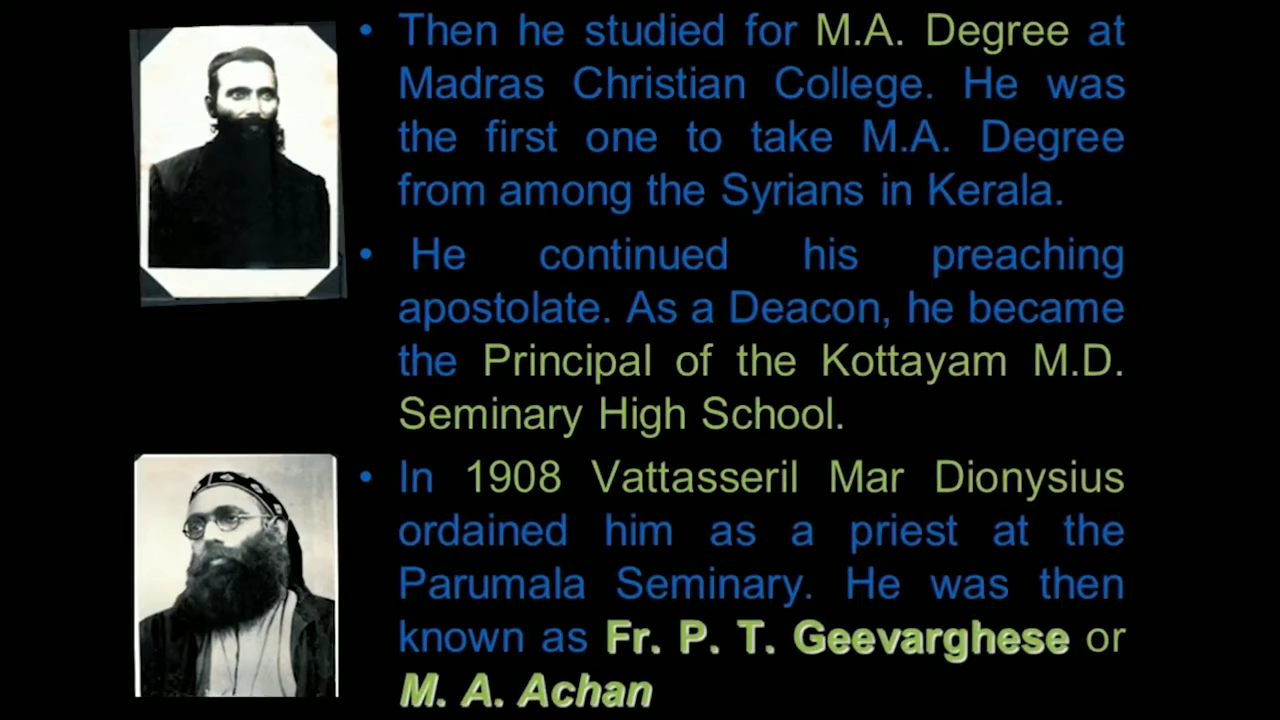 • Then he studied for M.A. Degree at
Madras Christian College. He was
the first one to take M.A. Degree
from among the Syrians in Kerala.
• He continued his preaching
apostolate. As a Deacon, he became
the Principal of the Kottayam M.D.
Seminary High School.
• In 1908 Vattasseril Mar Dionysius
ordained him as a priest at the
Parumala Seminary. He was then
known as Fr. P. T. Geevarghese or
M. A. Achan